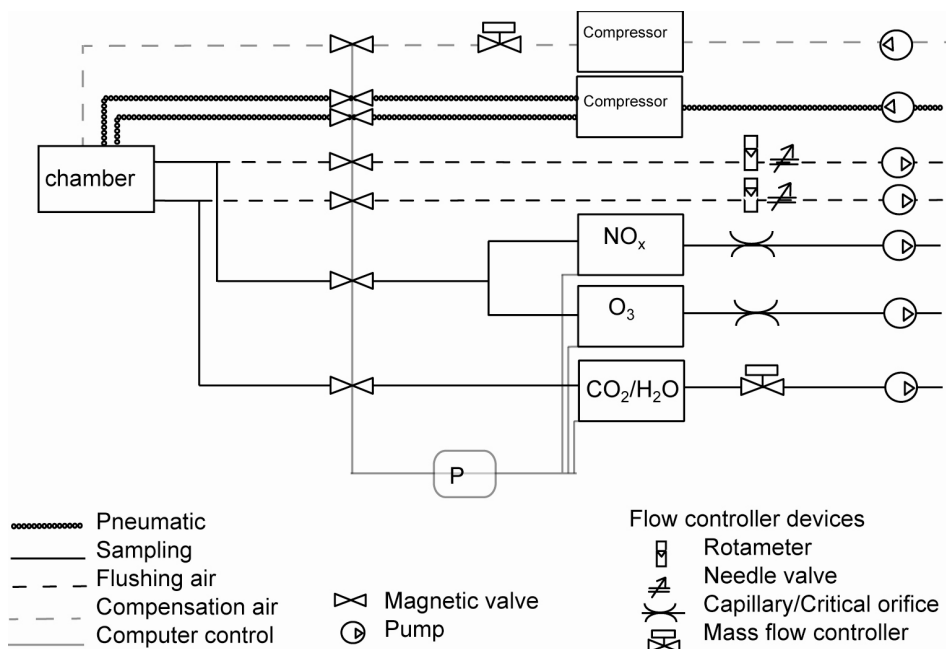 Compressor
Compressor
chamber
NOx
O3
CO2/H2O
P
Pneumatic
Sampling
Flushing air
Compensation air
Computer control
Magnetic valve
Pump
Flow controller devices
Rotameter
Needle valve
Capillary/Critical orifice
Mass flow controller